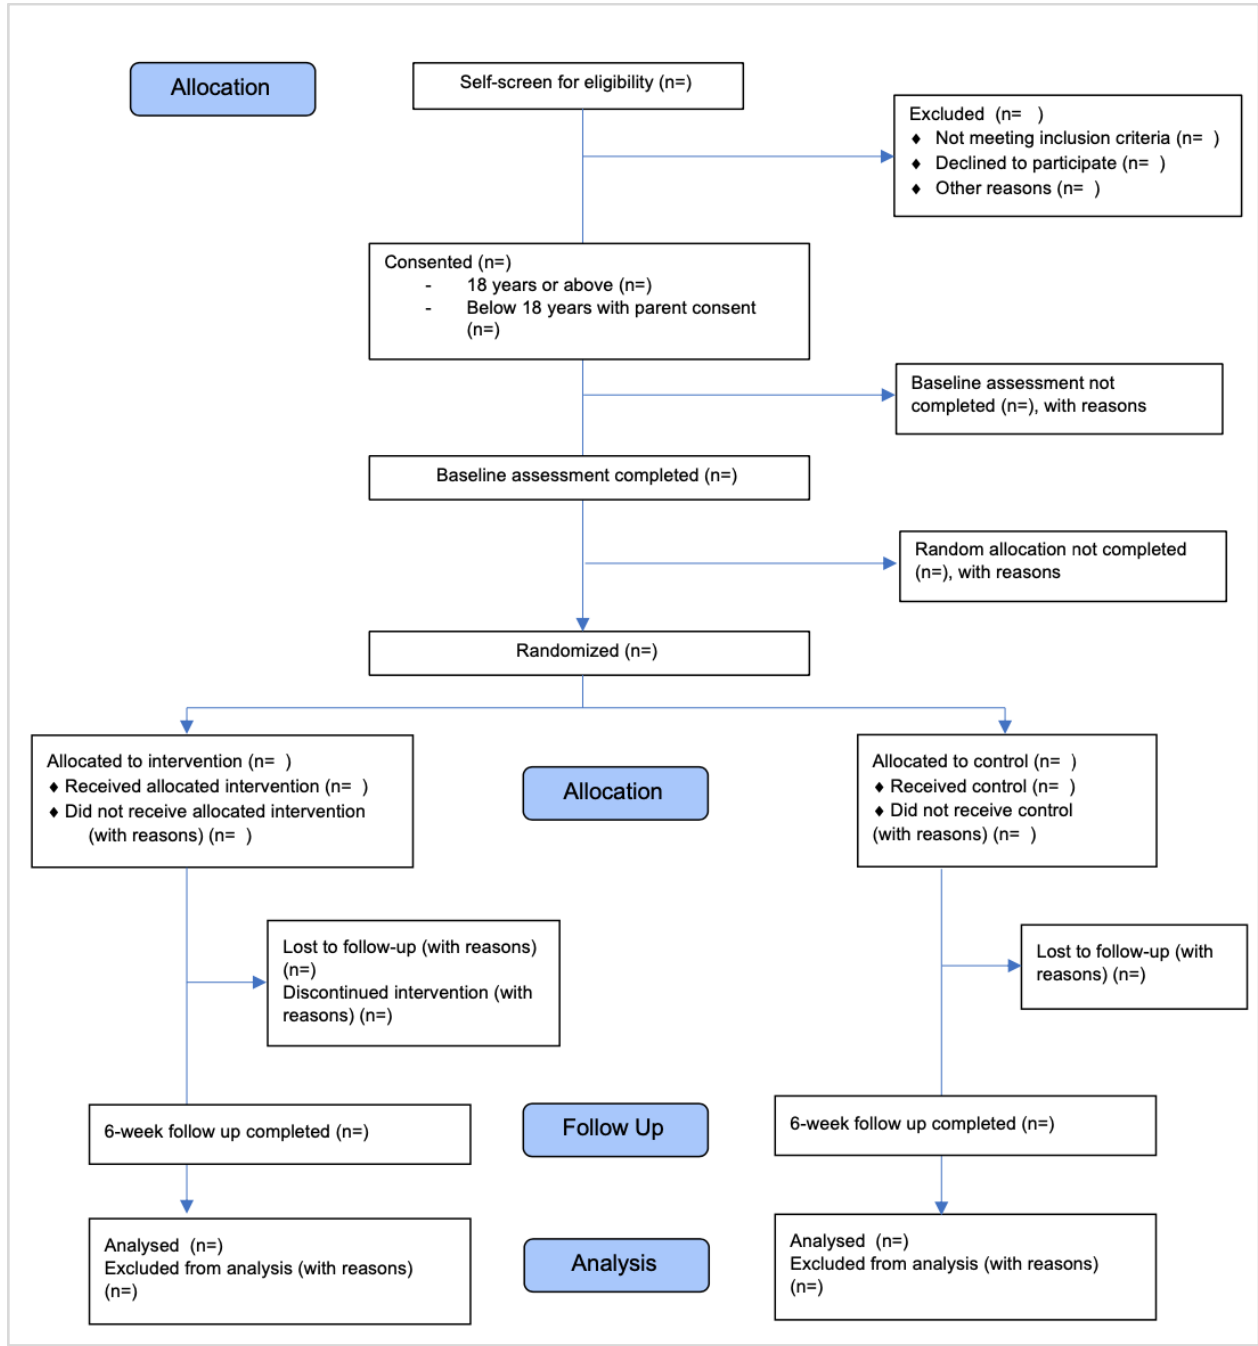 Allocation
Self-screen for eligibility (n=)
Excluded (n= )
♦ Not meeting inclusion criteria (n= )
♦ Declined to participate (n= )
♦ Other reasons (n= )
Consented (n=)
- 18 years or above (n=)
- Below 18 years with parent consent
(n=)
Baseline assessment not
completed (n=), with reasons
Baseline assessment completed (n=)
Random allocation not completed
(n=), with reasons
Randomized (n=)
Allocated to intervention (n= )
♦ Received allocated intervention (n= )
♦ Did not receive allocated intervention
(with reasons) (n= )
Allocation
Allocated to control (n= )
♦ Received control (n= )
♦ Did not receive control
(with reasons) (n= )
Lost to follow-up (with reasons)
(n=)
Discontinued intervention (with
reasons) (n=)
Lost to follow-up (with
reasons) (n=)
6-week follow up completed (n=)
Follow Up
6-week follow up completed (n=)
Analysed (n=)
Excluded from analysis (with reasons)
(n=)
Analysis
Analysed (n=)
Excluded from analysis (with reasons)
(n=)